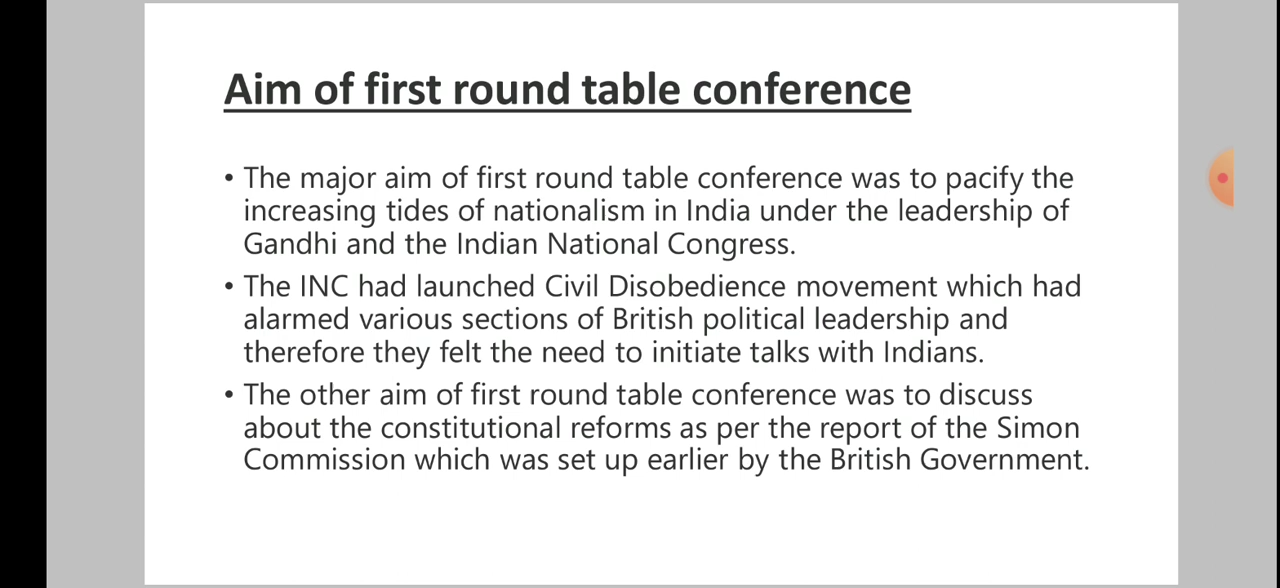 Aim of first round table conference
• The major aim of first round table conference was to pacify the
increasing tides of nationalism in India under the leadership of
Gandhi and the Indian National Congress.
• The INC had launched Civil Disobedience movement which had
alarmed various sections of British political leadership and
therefore they felt the need to initiate talks with Indians.
• The other aim of first round table conference was to discuss
about the constitutional reforms as per the report of the Simon
Commission which was set up earlier by the British Government.